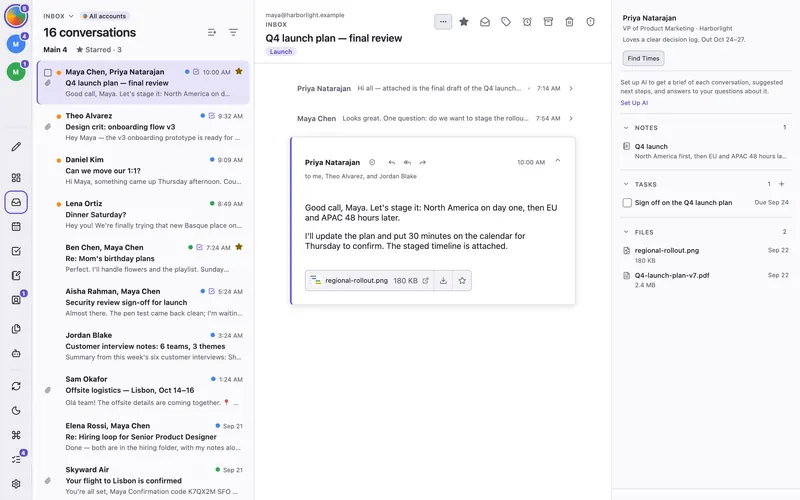 5
M
4
M
1
1
4
INBOX
All accounts
16 conversations
Main 4
Starred · 3
Maya Chen, Priya Natarajan
10:00 AM
Q4 launch plan — final review
Good call, Maya. Let's stage it: North America on d…
Theo Alvarez
9:32 AM
Design crit: onboarding flow v3
Hey Maya — the v3 onboarding prototype is ready for …
Daniel Kim
9:09 AM
Can we move our 1:1?
Hi Maya, something came up Thursday afternoon. Cou…
Lena Ortiz
8:49 AM
Dinner Saturday?
Hey you! We're finally trying that new Basque place on…
Ben Chen, Maya Chen
7:24 AM
Re: Mom's birthday plans
Perfect. I'll handle flowers and the playlist. Sunday…
Aisha Rahman, Maya Chen
5:24 AM
Security review sign-off for launch
Almost there. The pen test came back clean; I'm waitin…
Jordan Blake
3:24 AM
Customer interview notes: 6 teams, 3 themes
Summary from this week's six customer interviews: Sh…
Sam Okafor
1:24 AM
Offsite logistics — Lisbon, Oct 14–16
Olá team! The offsite details are coming together. 📍 …
Elena Rossi, Maya Chen
Sep 21
Re: Hiring loop for Senior Product Designer
Done — both are in the hiring folder, with my notes alo…
Skyward Air
Sep 21
Your flight to Lisbon is confirmed
You're all set, Maya Confirmation code K7QX2M SFO …
maya@harborlight.example
INBOX
Q4 launch plan — final review
Launch
Priya Natarajan
Hi all — attached is the final draft of the Q4 launch…
7:14 AM
Maya Chen
Looks great. One question: do we want to stage the rollou…
7:54 AM
Priya Natarajan
10:00 AM
to me, Theo Alvarez, and Jordan Blake
Good call, Maya. Let's stage it: North America on day one, then EU
and APAC 48 hours later.
I'll update the plan and put 30 minutes on the calendar for
Thursday to confirm. The staged timeline is attached.
regional-rollout.png
180 KB
Priya Natarajan
VP of Product Marketing · Harborlight
Loves a clear decision log. Out Oct 24–27.
Find Times
Set up AI to get a brief of each conversation, suggested
next steps, and answers to your questions about it.
Set Up AI
NOTES
1
Q4 launch
North America first, then EU and APAC 48 hours la…
TASKS
1
Sign off on the Q4 launch plan
Due Sep 24
FILES
2
regional-rollout.png
Sep 22
180 KB
Q4-launch-plan-v7.pdf
Sep 22
2.4 MB